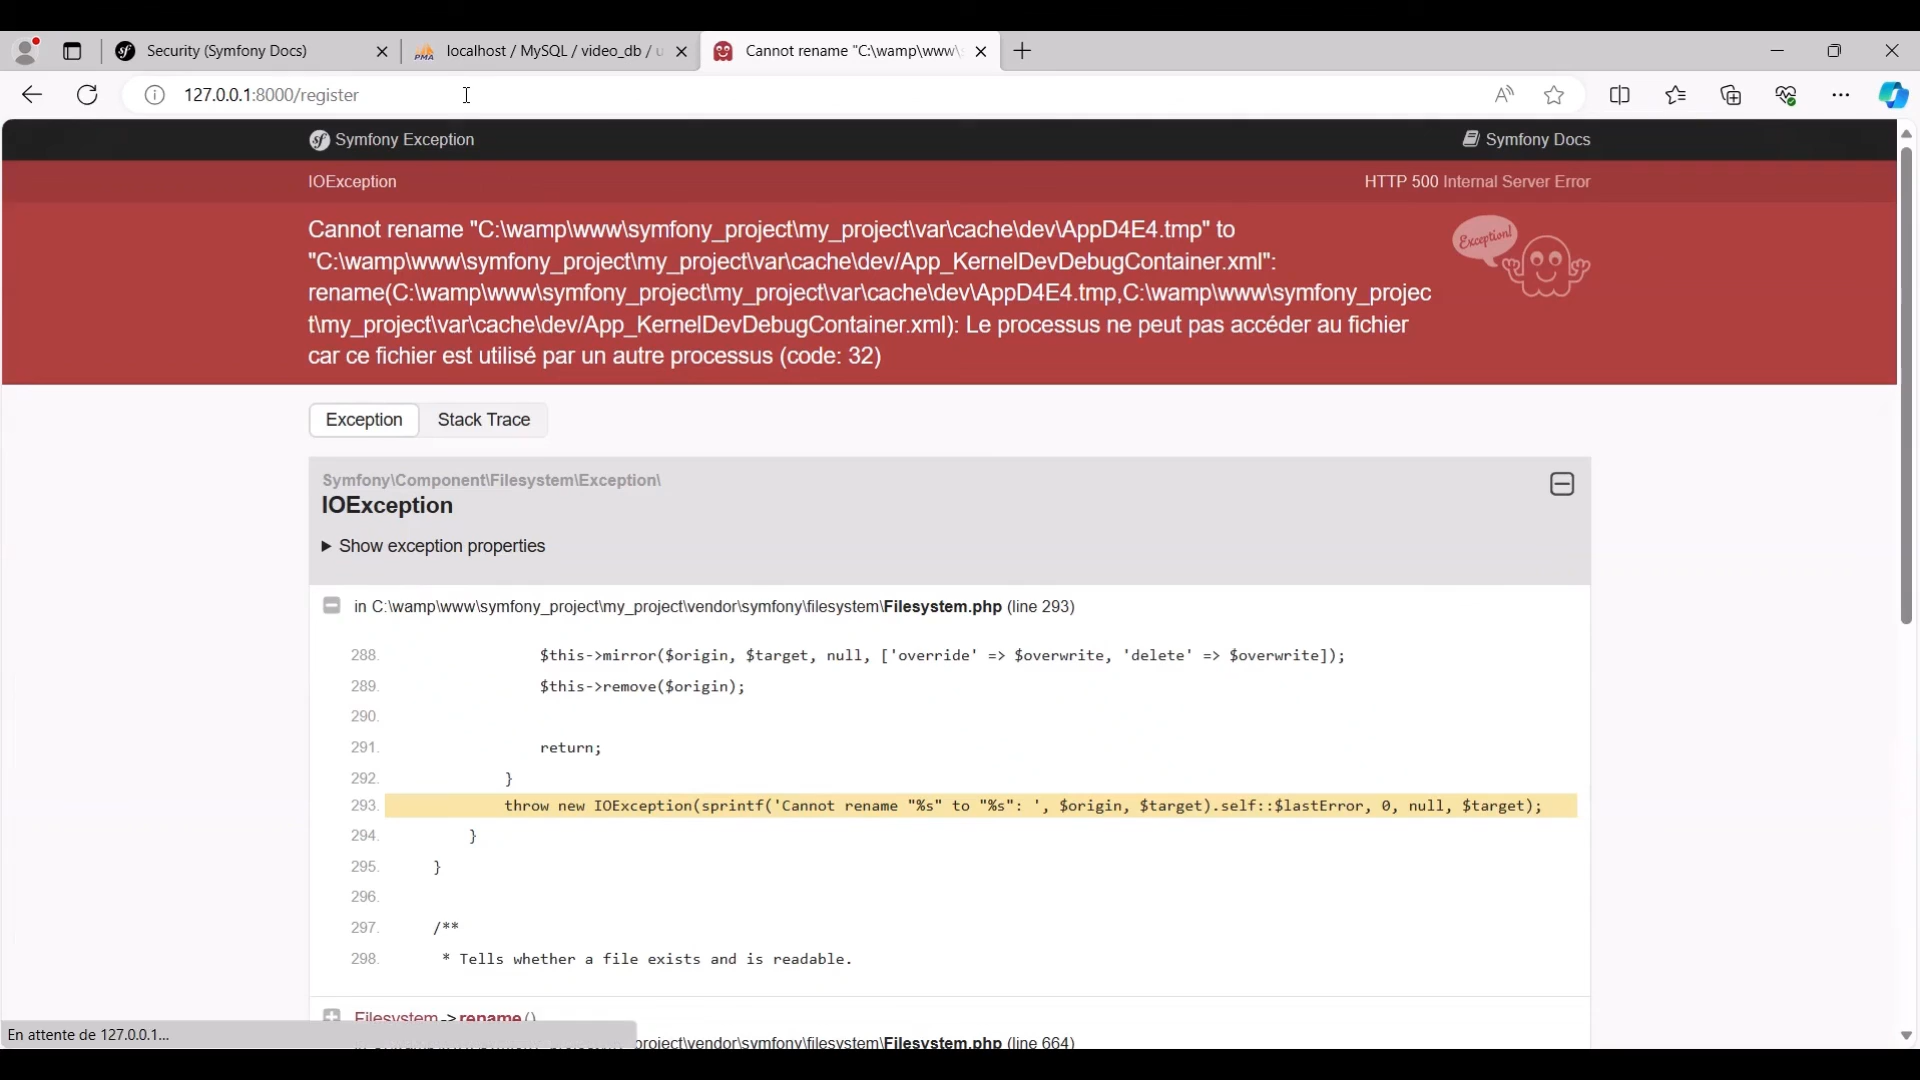 Security (Symfony Docs)
PMA
localhost / MySQL / video_db / u
Cannot rename "C:\wamp\www\s
127.0.0.1:8000/register
Symfony Exception
Symfony Docs
IOException
HTTP 500 Internal Server Error
Cannot rename "C:\wamp\www\symfony_project\my_project\var\cache\dev\AppD4E4.tmp" to
"C:\wamp\www\symfony_project\my_project\var\cache\dev/App_KernelDevDebugContainer.xml":
rename(C:\wamp\www\symfony_project\my_project\var\cache\dev\AppD4E4.tmp,C:\wamp\www\symfony_projec
t\my_project\var\cache\dev/App_KernelDevDebugContainer.xml): Le processus ne peut pas accéder au fichier
car ce fichier est utilisé par un autre processus (code: 32)
Exception!
Exception
Stack Trace
Symfony\Component\Filesystem\Exception\
IOException
Show exception properties
in C:\wamp\www\symfony_project\my_project\vendor\symfony\filesystem\Filesystem.php (line 293)
288. $this->mirror($origin, $target, null, ['override' => $overwrite, 'delete' => $overwrite]);
289. $this->remove($origin);
290.
291. return;
292. }
293. throw new IOException(sprintf('Cannot rename "%s" to "%s": ', $origin, $target).self::$lastError, 0, null, $target);
294. }
295. }
296.
297. /**
298. * Tells whether a file exists and is readable.
Filesystem->rename()
En attente de 127.0.0.1...
project\vendor\symfony\filesystem\Filesystem.php (line 664)